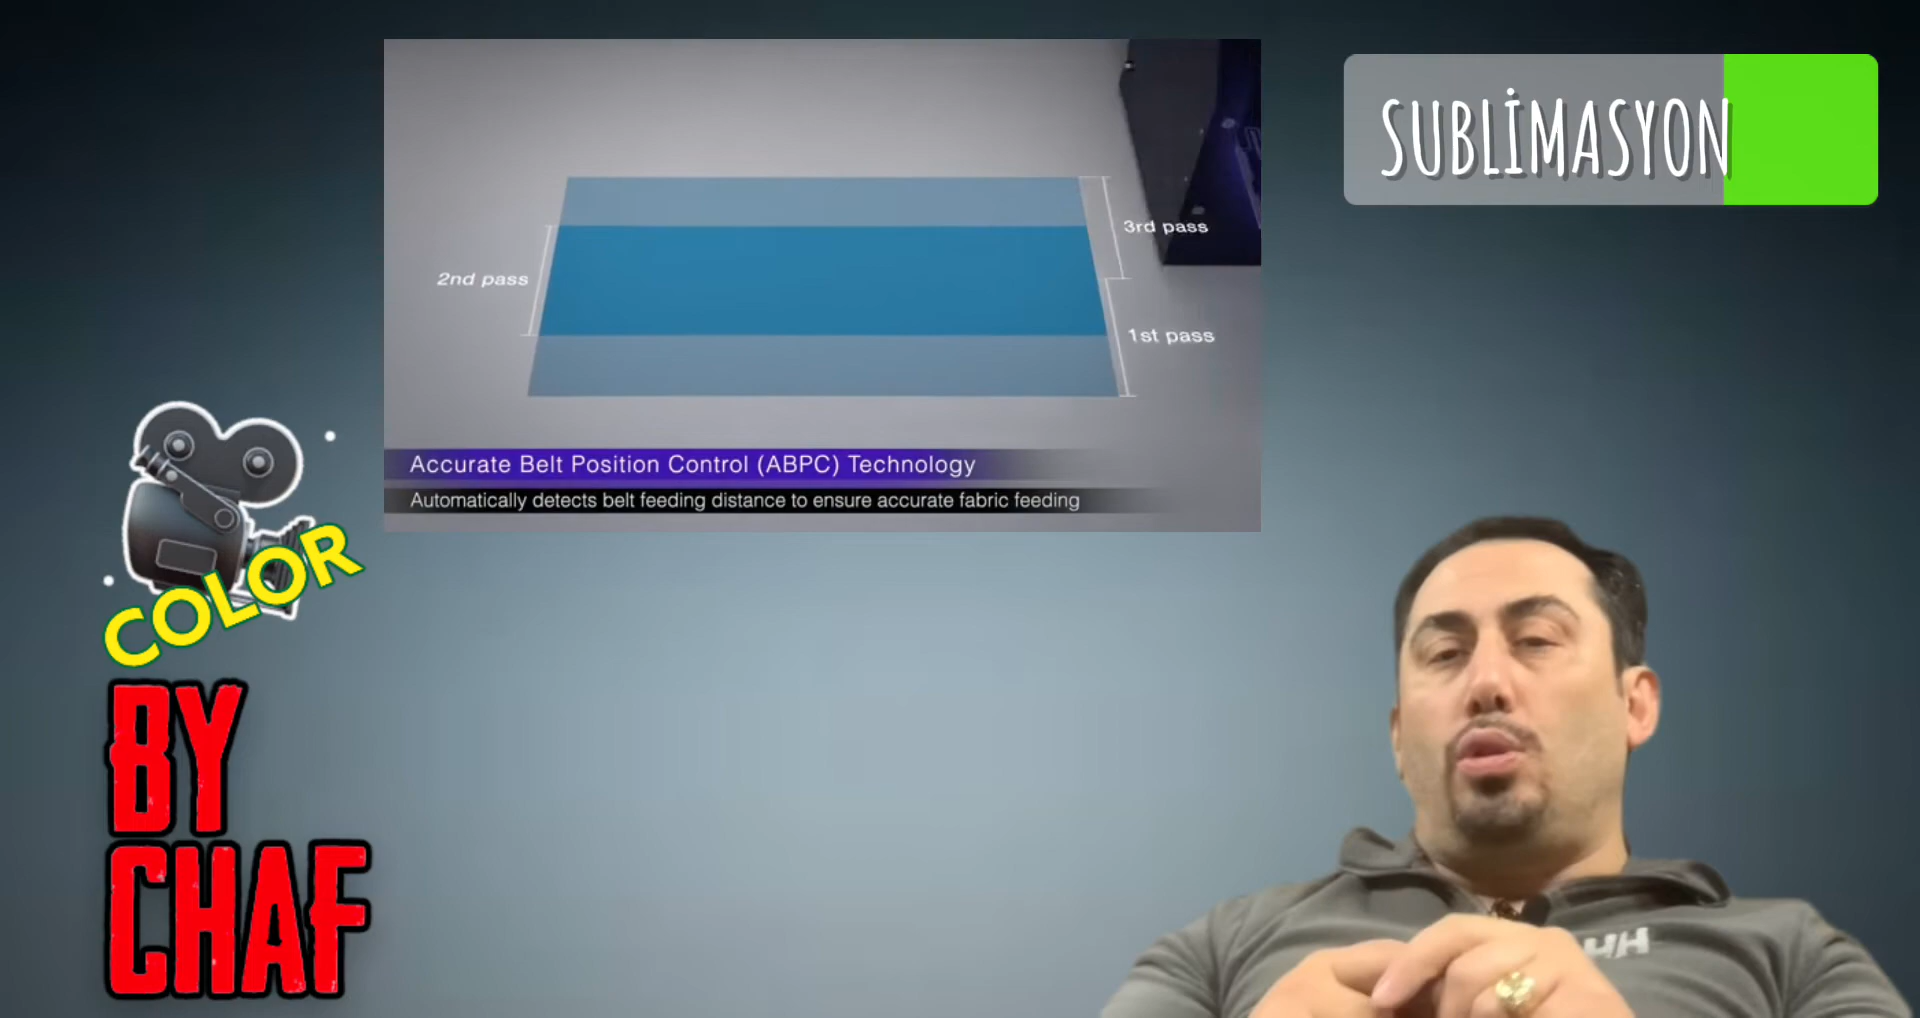 SUBLİMASYON
3rd pass
2nd pass
1st pass
Accurate Belt Position Control (ABPC) Technology
Automatically detects belt feeding distance to ensure accurate fabric feeding
COLOR
BY
CHAF
HH